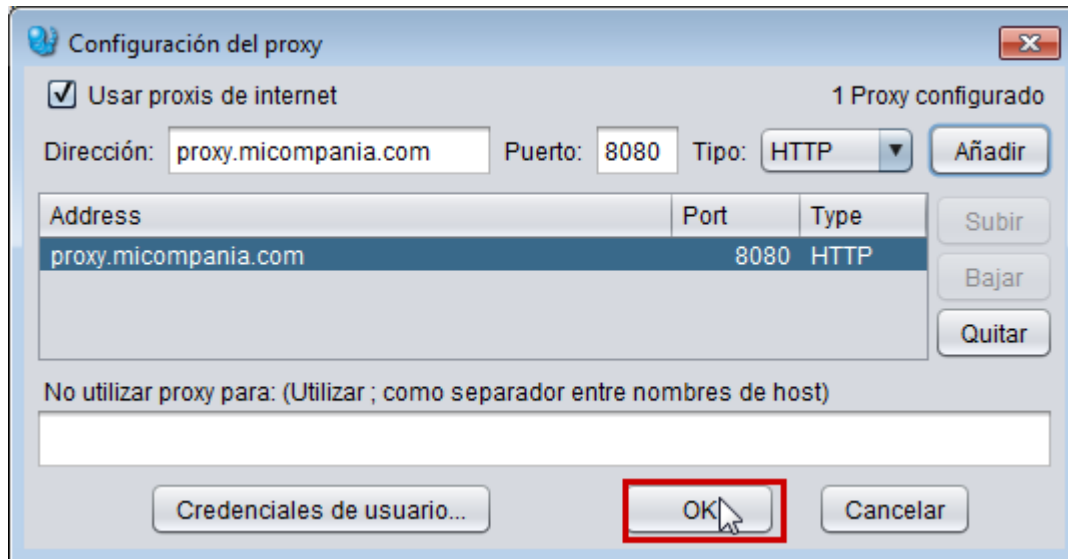 Configuración del proxy
Usar proxis de internet 1 Proxy configurado
Dirección: proxy.micompania.com Puerto: 8080 Tipo: HTTP Añadir
Address Port Type Subir
proxy.micompania.com 8080 HTTP
Bajar
Quitar
No utilizar proxy para: (Utilizar ; como separador entre nombres de host)
Credenciales de usuario... OK Cancelar